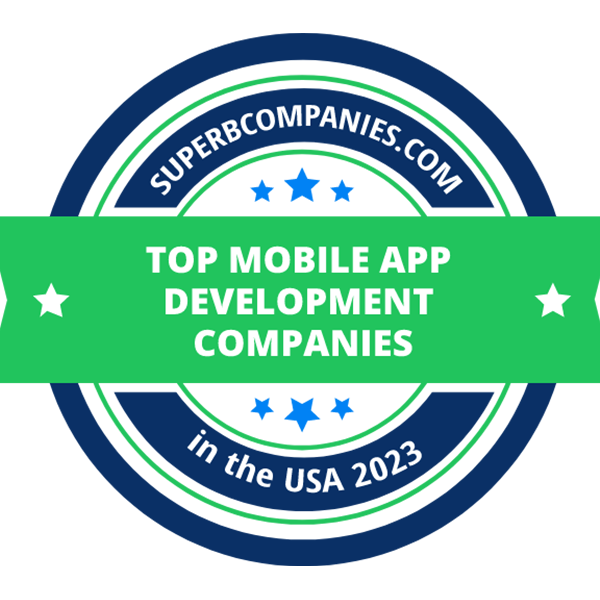 SUPERBCOMPANIES.COM
TOP MOBILE APP
DEVELOPMENT
COMPANIES
in the USA 2023